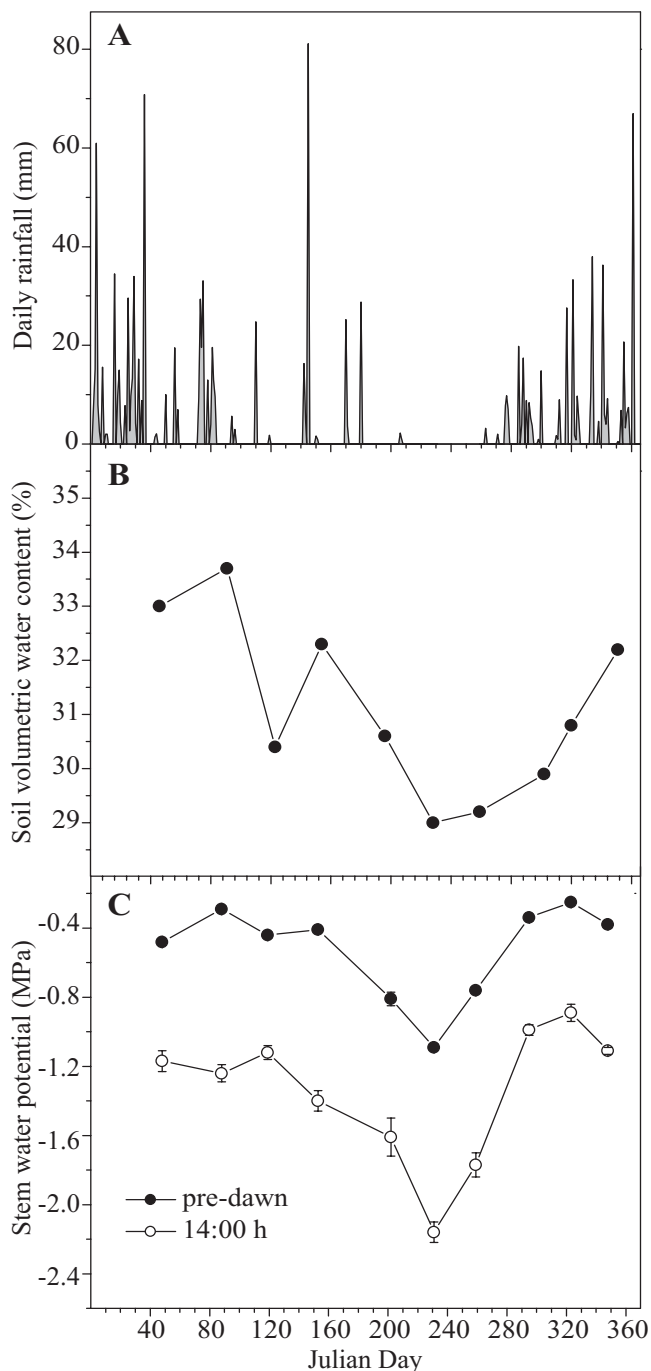 A
80
60
40
20
0
Daily rainfall (mm)
B
35
34
33
32
31
30
29
Soil volumetric water content (%)
C
-0.4
-0.8
-1.2
-1.6
-2.0
-2.4
Stem water potential (MPa)
pre-dawn
14:00 h
40 80 120 160 200 240 280 320 360
Julian Day